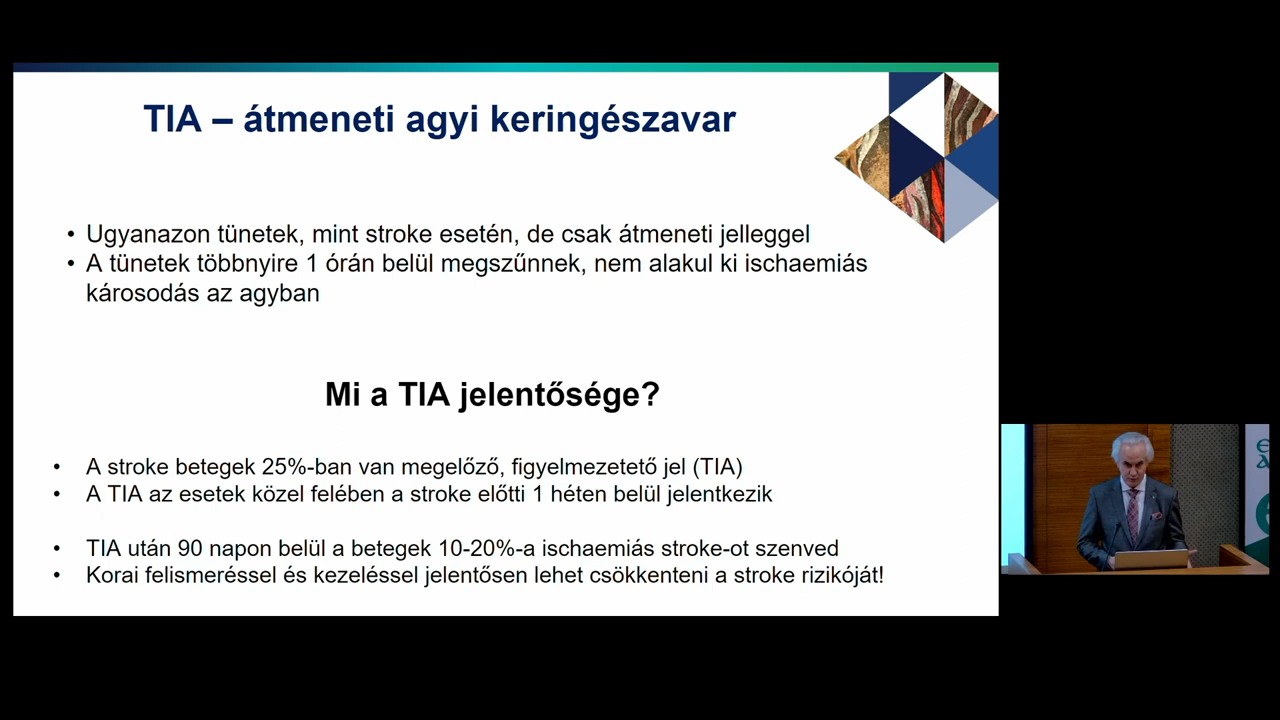 TIA – átmeneti agyi keringészavar
• Ugyanazon tünetek, mint stroke esetén, de csak átmeneti jelleggel
• A tünetek többnyire 1 órán belül megszűnnek, nem alakul ki ischaemiás
károsodás az agyban
Mi a TIA jelentősége?
• A stroke betegek 25%-ban van megelőző, figyelmezetető jel (TIA)
• A TIA az esetek közel felében a stroke előtti 1 héten belül jelentkezik
• TIA után 90 napon belül a betegek 10-20%-a ischaemiás stroke-ot szenved
• Korai felismeréssel és kezeléssel jelentősen lehet csökkenteni a stroke rizikóját!